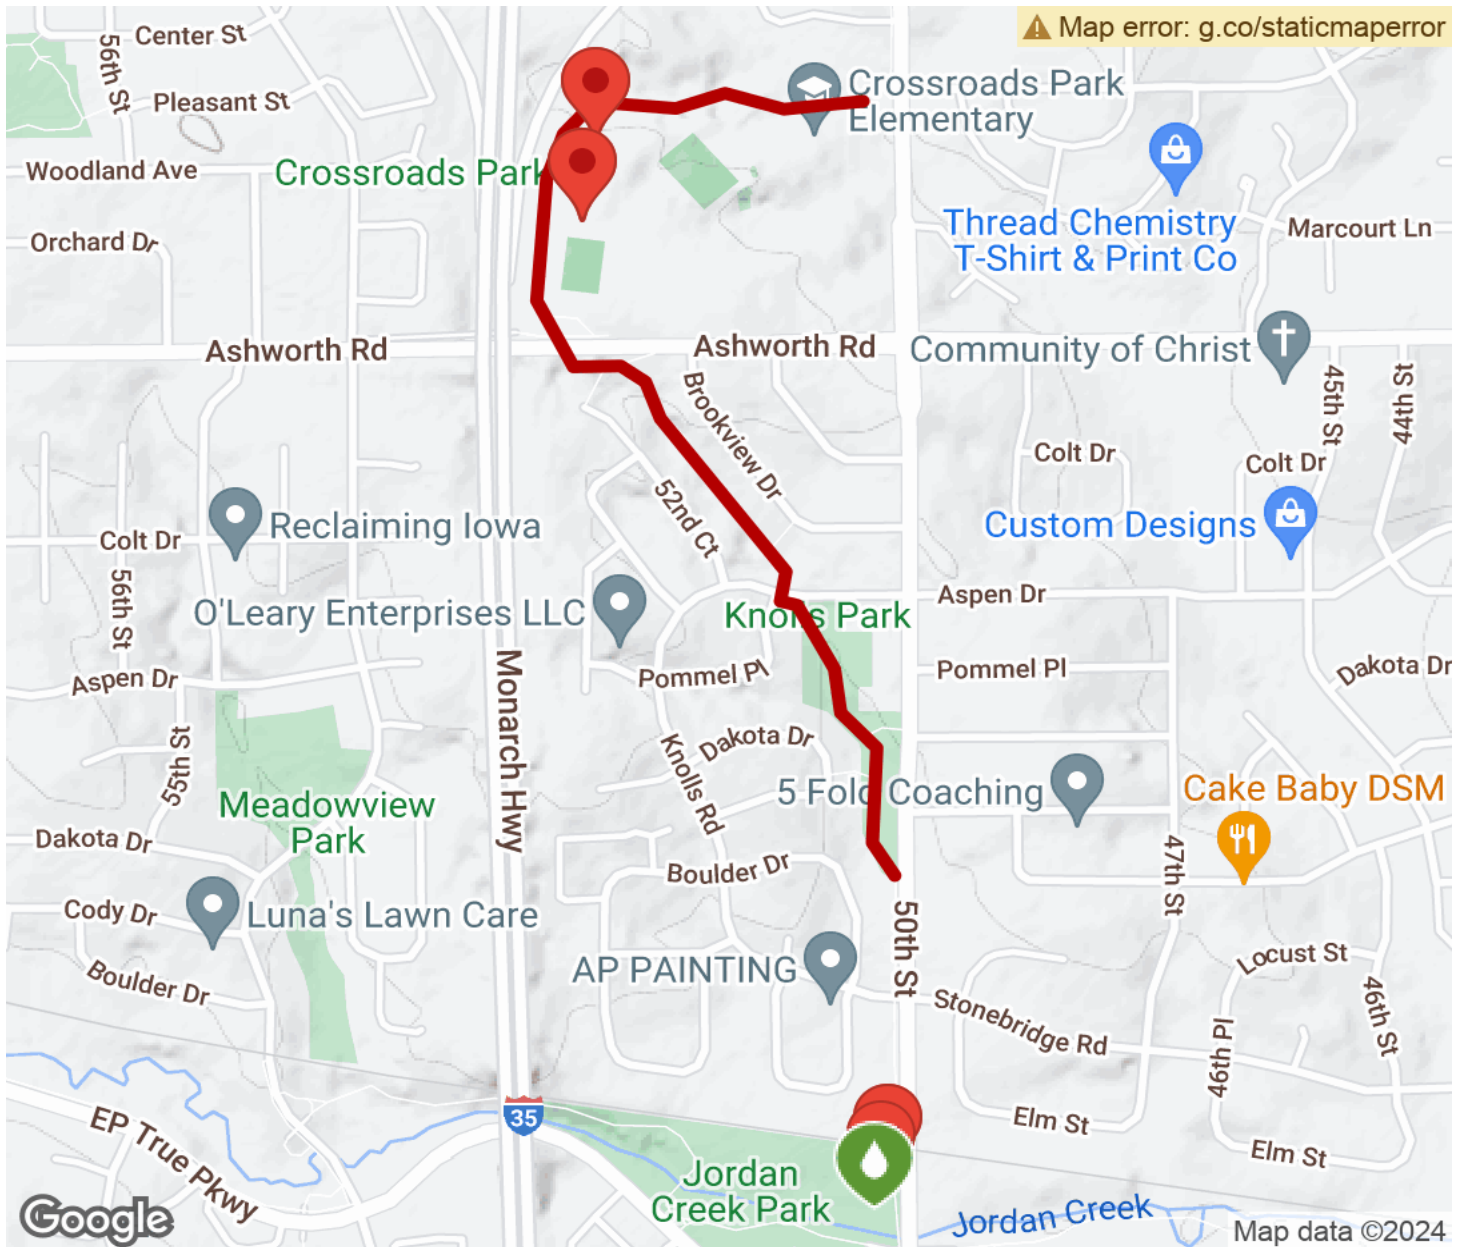 Center St
Map error: g.co/staticmaperror
56th St
Pleasant St
Crossroads Park
Elementary
Woodland Ave
Crossroads Park
Thread Chemistry
T-Shirt & Print Co
Marcourt Ln
Orchard Dr
Ashworth Rd
Ashworth Rd
Community of Christ
Brookview Dr
45th St
44th St
Colt Dr
Colt Dr
52nd Ct
Reclaiming Iowa
Custom Designs
Colt Dr
56th St
O'Leary Enterprises LLC
Knolls Park
Aspen Dr
Aspen Dr
Pommel Pl
Pommel Pl
Dakota Dr
Monarch Hwy
55th St
Knolls Rd
Dakota Dr
5 Fold Coaching
Cake Baby DSM
Meadowview
Park
Dakota Dr
47th St
Boulder Dr
Cody Dr
Luna's Lawn Care
50th St
AP PAINTING
Locust St
Boulder Dr
Stonebridge Rd
46th Pl
46th St
EP True Pkwy
35
Elm St
Elm St
Jordan
Creek Park
Jordan Creek
Google
Map data ©2024